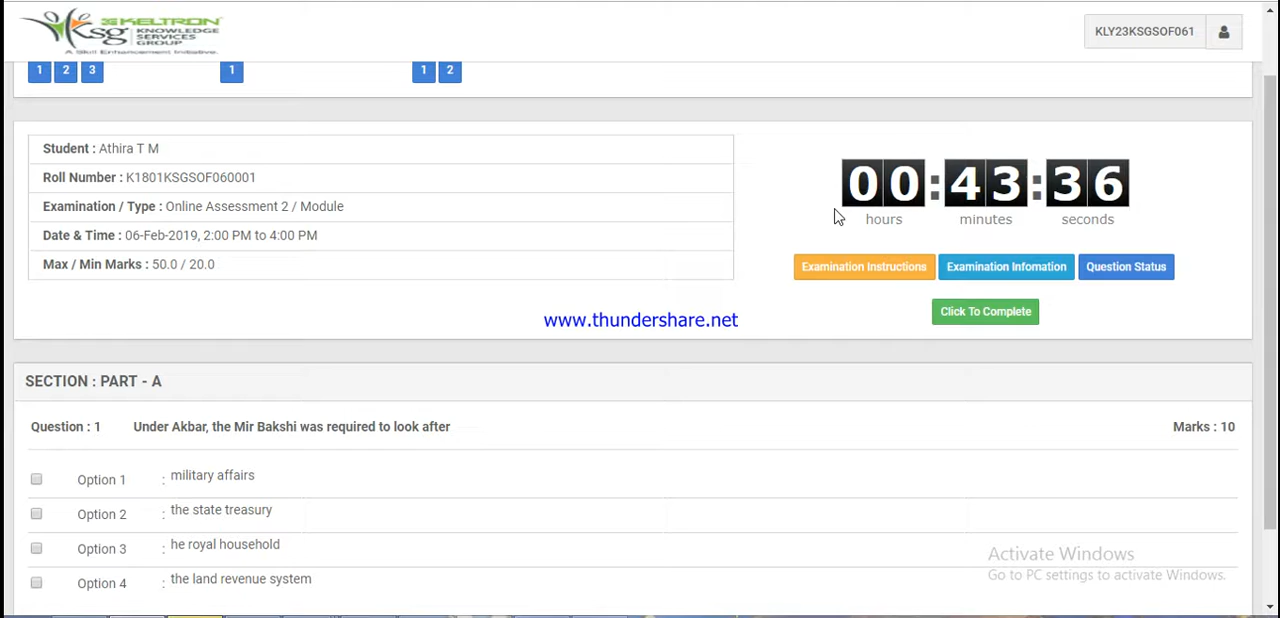 KELTRON
ksg KNOWLEDGE
SERVICES
GROUP
A Skill Enhancement Initiative.
KLY23KSGSOF061
1 2 3 1 1 2
Student : Athira T M
Roll Number : K1801KSGSOF060001
Examination / Type : Online Assessment 2 / Module
Date & Time : 06-Feb-2019, 2:00 PM to 4:00 PM
Max / Min Marks : 50.0 / 20.0
00:43:36
hours minutes seconds
Examination Instructions Examination Infomation Question Status
Click To Complete
www.thundershare.net
SECTION : PART - A
Question : 1 Under Akbar, the Mir Bakshi was required to look after Marks : 10
Option 1 : military affairs
Option 2 : the state treasury
Option 3 : he royal household
Option 4 : the land revenue system
Activate Windows
Go to PC settings to activate Windows.